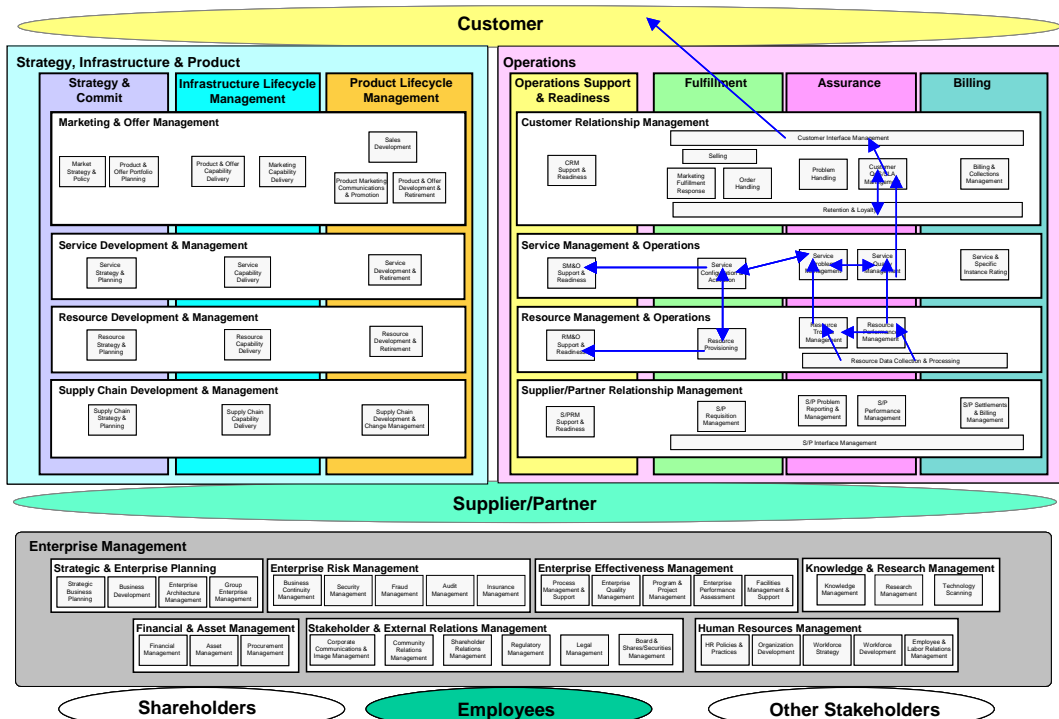 Customer
Strategy, Infrastructure & Product
Operations
Strategy &
Commit
Infrastructure Lifecycle
Management
Product Lifecycle
Management
Operations Support
& Readiness
Fulfillment
Assurance
Billing
Marketing & Offer Management
Market
Strategy &
Policy
Product &
Offer Portfolio
Planning
Product & Offer
Capability
Delivery
Marketing
Capability
Delivery
Sales
Development
Product Marketing
Communications
& Promotion
Product & Offer
Development &
Retirement
Customer Relationship Management
Customer Interface Management
CRM
Support &
Readiness
Selling
Marketing
Fulfillment
Response
Order
Handling
Problem
Handling
Customer
QoS/SLA
Management
Billing &
Collections
Management
Retention & Loyalty
Service Development & Management
Service
Strategy &
Planning
Service
Capability
Delivery
Service
Development &
Retirement
Service Management & Operations
SM&O
Support &
Readiness
Service
Configuration &
Activation
Service
Problem
Management
Service
Quality
Management
Service &
Specific
Instance Rating
Resource Development & Management
Resource
Strategy &
Planning
Resource
Capability
Delivery
Resource
Development &
Retirement
Resource Management & Operations
RM&O
Support &
Readiness
Resource
Provisioning
Resource
Trouble
Management
Resource
Performance
Management
Resource Data Collection & Processing
Supply Chain Development & Management
Supply Chain
Strategy &
Planning
Supply Chain
Capability
Delivery
Supply Chain
Development &
Change Management
Supplier/Partner Relationship Management
S/PRM
Support &
Readiness
S/P
Requisition
Management
S/P Problem
Reporting &
Management
S/P
Performance
Management
S/P Settlements
& Billing
Management
S/P Interface Management
Supplier/Partner
Enterprise Management
Strategic & Enterprise Planning
Strategic
Business
Planning
Business
Development
Enterprise
Architecture
Management
Group
Enterprise
Management
Enterprise Risk Management
Business
Continuity
Management
Security
Management
Fraud
Management
Audit
Management
Insurance
Management
Enterprise Effectiveness Management
Process
Management
& Support
Enterprise
Quality
Management
Program &
Project
Management
Enterprise
Performance
Assessment
Facilities
Management
& Support
Knowledge & Research Management
Knowledge
Management
Research
Management
Technology
Scanning
Financial & Asset Management
Financial
Management
Asset
Management
Procurement
Management
Stakeholder & External Relations Management
Corporate
Communications &
Image Management
Community
Relations
Management
Shareholder
Relations
Management
Regulatory
Management
Legal
Management
Board &
Shares/Securities
Management
Human Resources Management
HR Policies &
Practices
Organization
Development
Workforce
Strategy
Workforce
Development
Employee &
Labor Relations
Management
Shareholders
Employees
Other Stakeholders